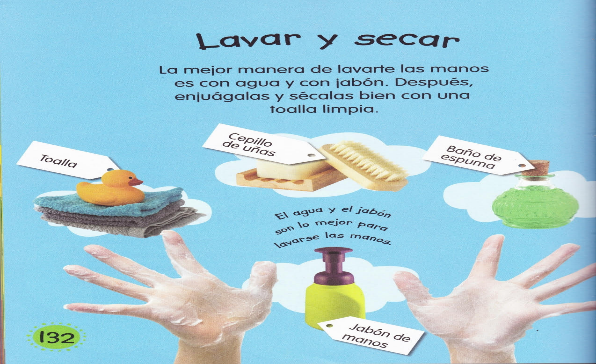 Lavar y secar
La mejor manera de lavarte las manos
es con agua y con jabón. Después,
enjuágalas y sécalas bien con una
toalla limpia.
Toalla
Cepillo
de uñas
Baño de
espuma
El agua y el jabón
son lo mejor para
lavarse las manos.
Jabón de
manos
132